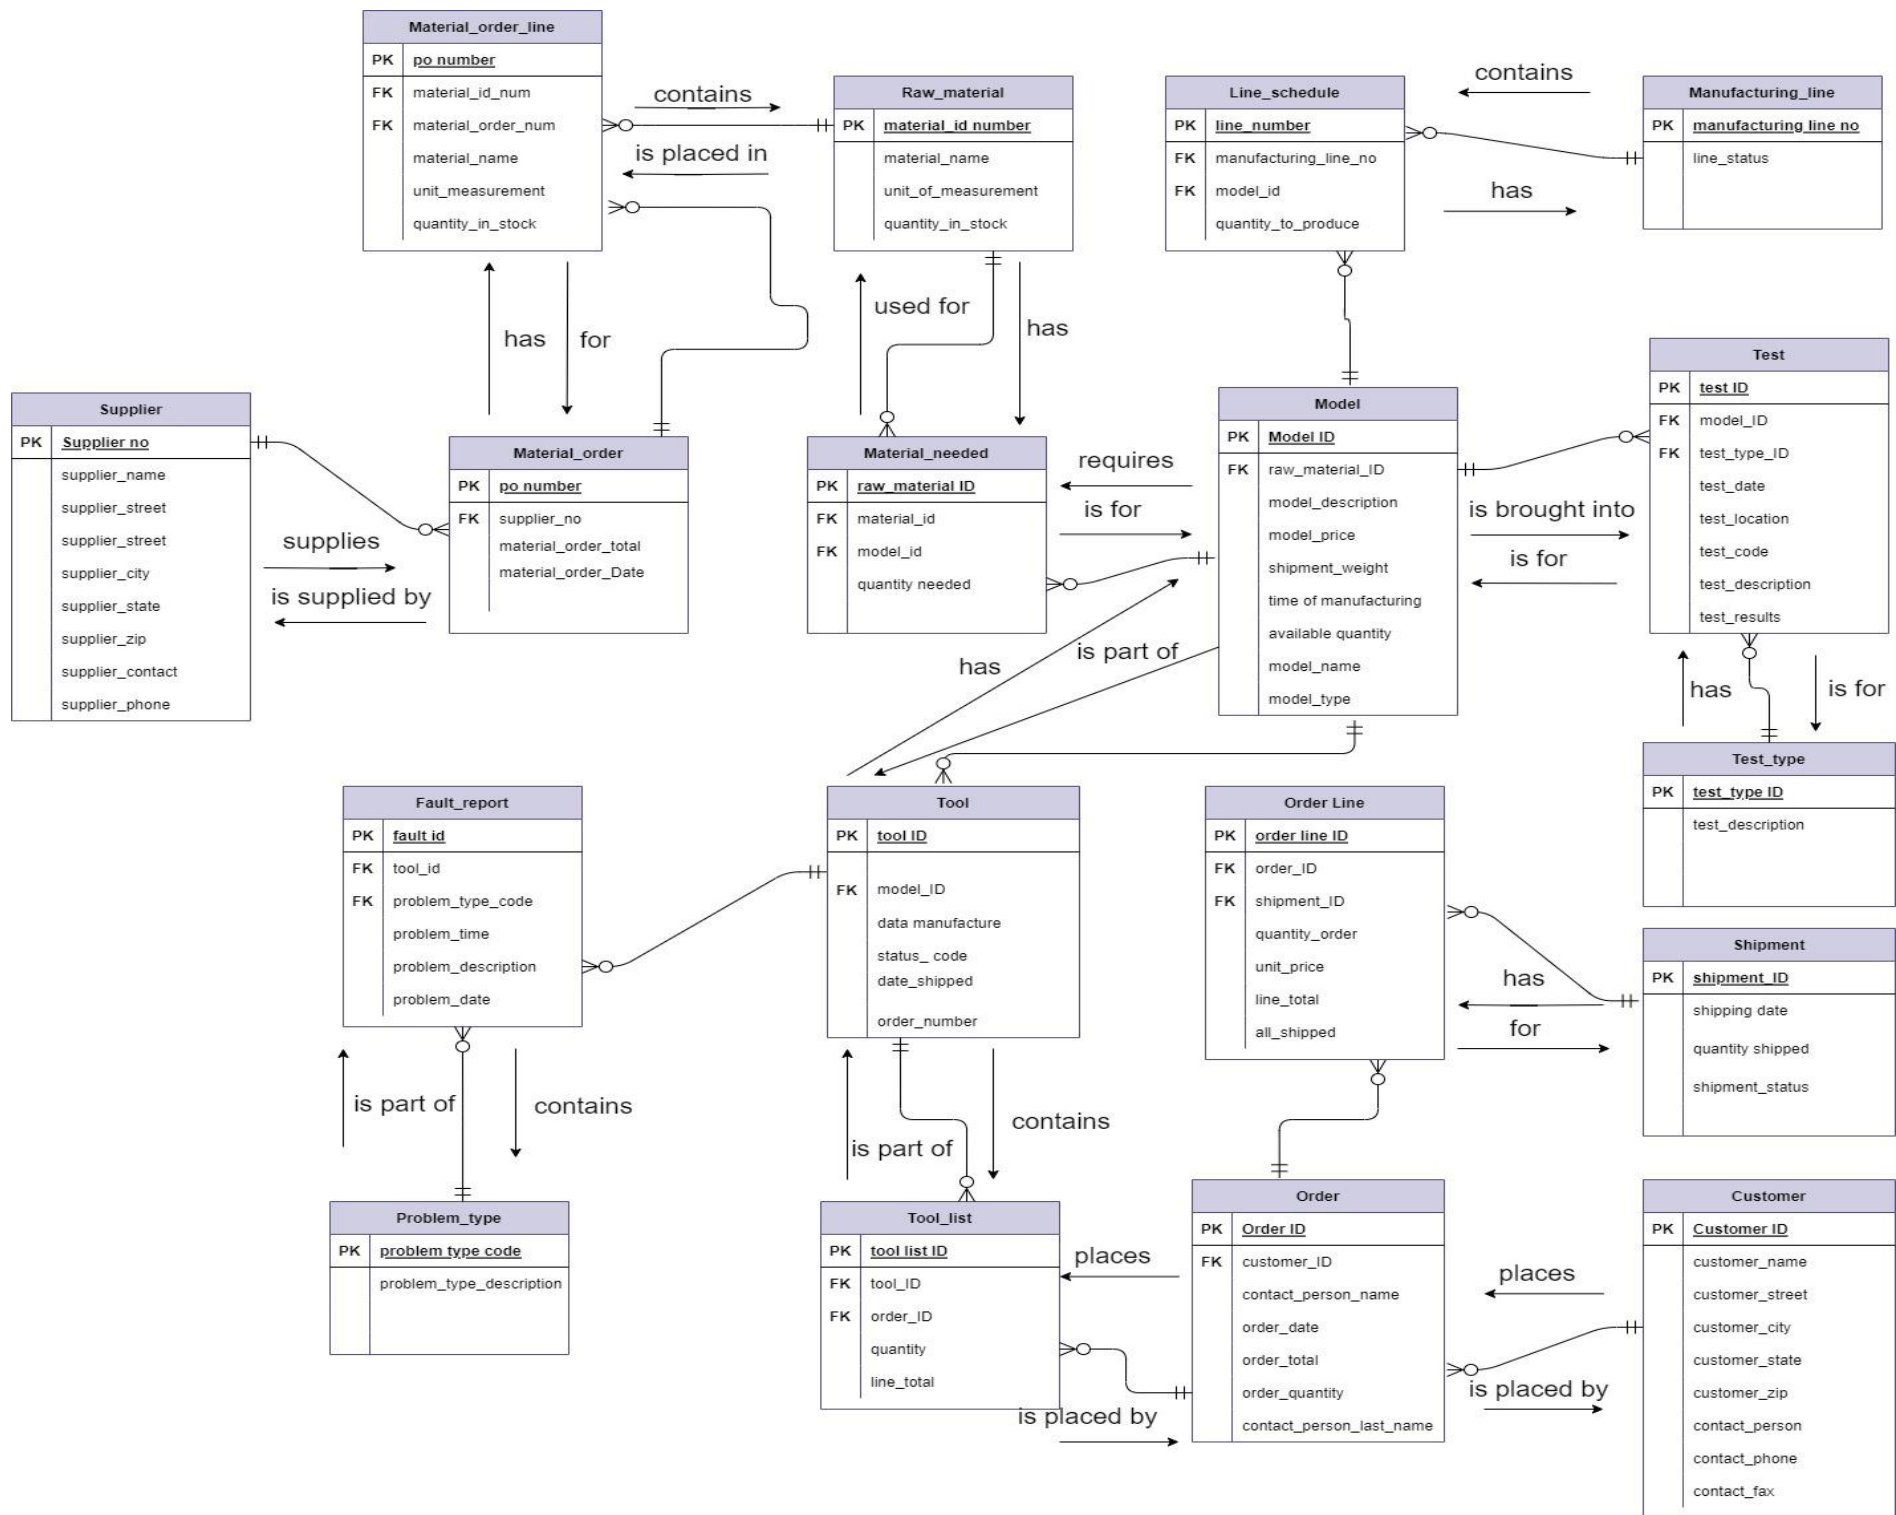 Material_order_line
PK po number
FK material_id_num
FK material_order_num
material_name
unit_measurement
quantity_in_stock
contains
is placed in
Raw_material
PK material_id number
material_name
unit_of_measurement
quantity_in_stock
Line_schedule
PK line_number
FK manufacturing_line_no
FK model_id
quantity_to_produce
contains
has
Manufacturing_line
PK manufacturing line no
line_status
has
for
used for
has
Supplier
PK Supplier no
supplier_name
supplier_street
supplier_street
supplier_city
supplier_state
supplier_zip
supplier_contact
supplier_phone
supplies
is supplied by
Material_order
PK po number
FK supplier_no
material_order_total
material_order_Date
Material_needed
PK raw_material ID
FK material_id
FK model_id
quantity needed
requires
is for
Model
PK Model ID
FK raw_material_ID
model_description
model_price
shipment_weight
time of manufacturing
available quantity
model_name
model_type
is brought into
is for
Test
PK test ID
FK model_ID
FK test_type_ID
test_date
test_location
test_code
test_description
test_results
has
is part of
has
is for
Test_type
PK test_type ID
test_description
Fault_report
PK fault id
FK tool_id
FK problem_type_code
problem_time
problem_description
problem_date
Tool
PK tool ID
FK model_ID
data manufacture
status_ code
date_shipped
order_number
Order Line
PK order line ID
FK order_ID
FK shipment_ID
quantity_order
unit_price
line_total
all_shipped
has
for
Shipment
PK shipment_ID
shipping date
quantity shipped
shipment_status
is part of
contains
is part of
contains
Problem_type
PK problem type code
problem_type_description
Tool_list
PK tool list ID
FK tool_ID
FK order_ID
quantity
line_total
places
is placed by
Order
PK Order ID
FK customer_ID
contact_person_name
order_date
order_total
order_quantity
contact_person_last_name
places
is placed by
Customer
PK Customer ID
customer_name
customer_street
customer_city
customer_state
customer_zip
contact_person
contact_phone
contact_fax